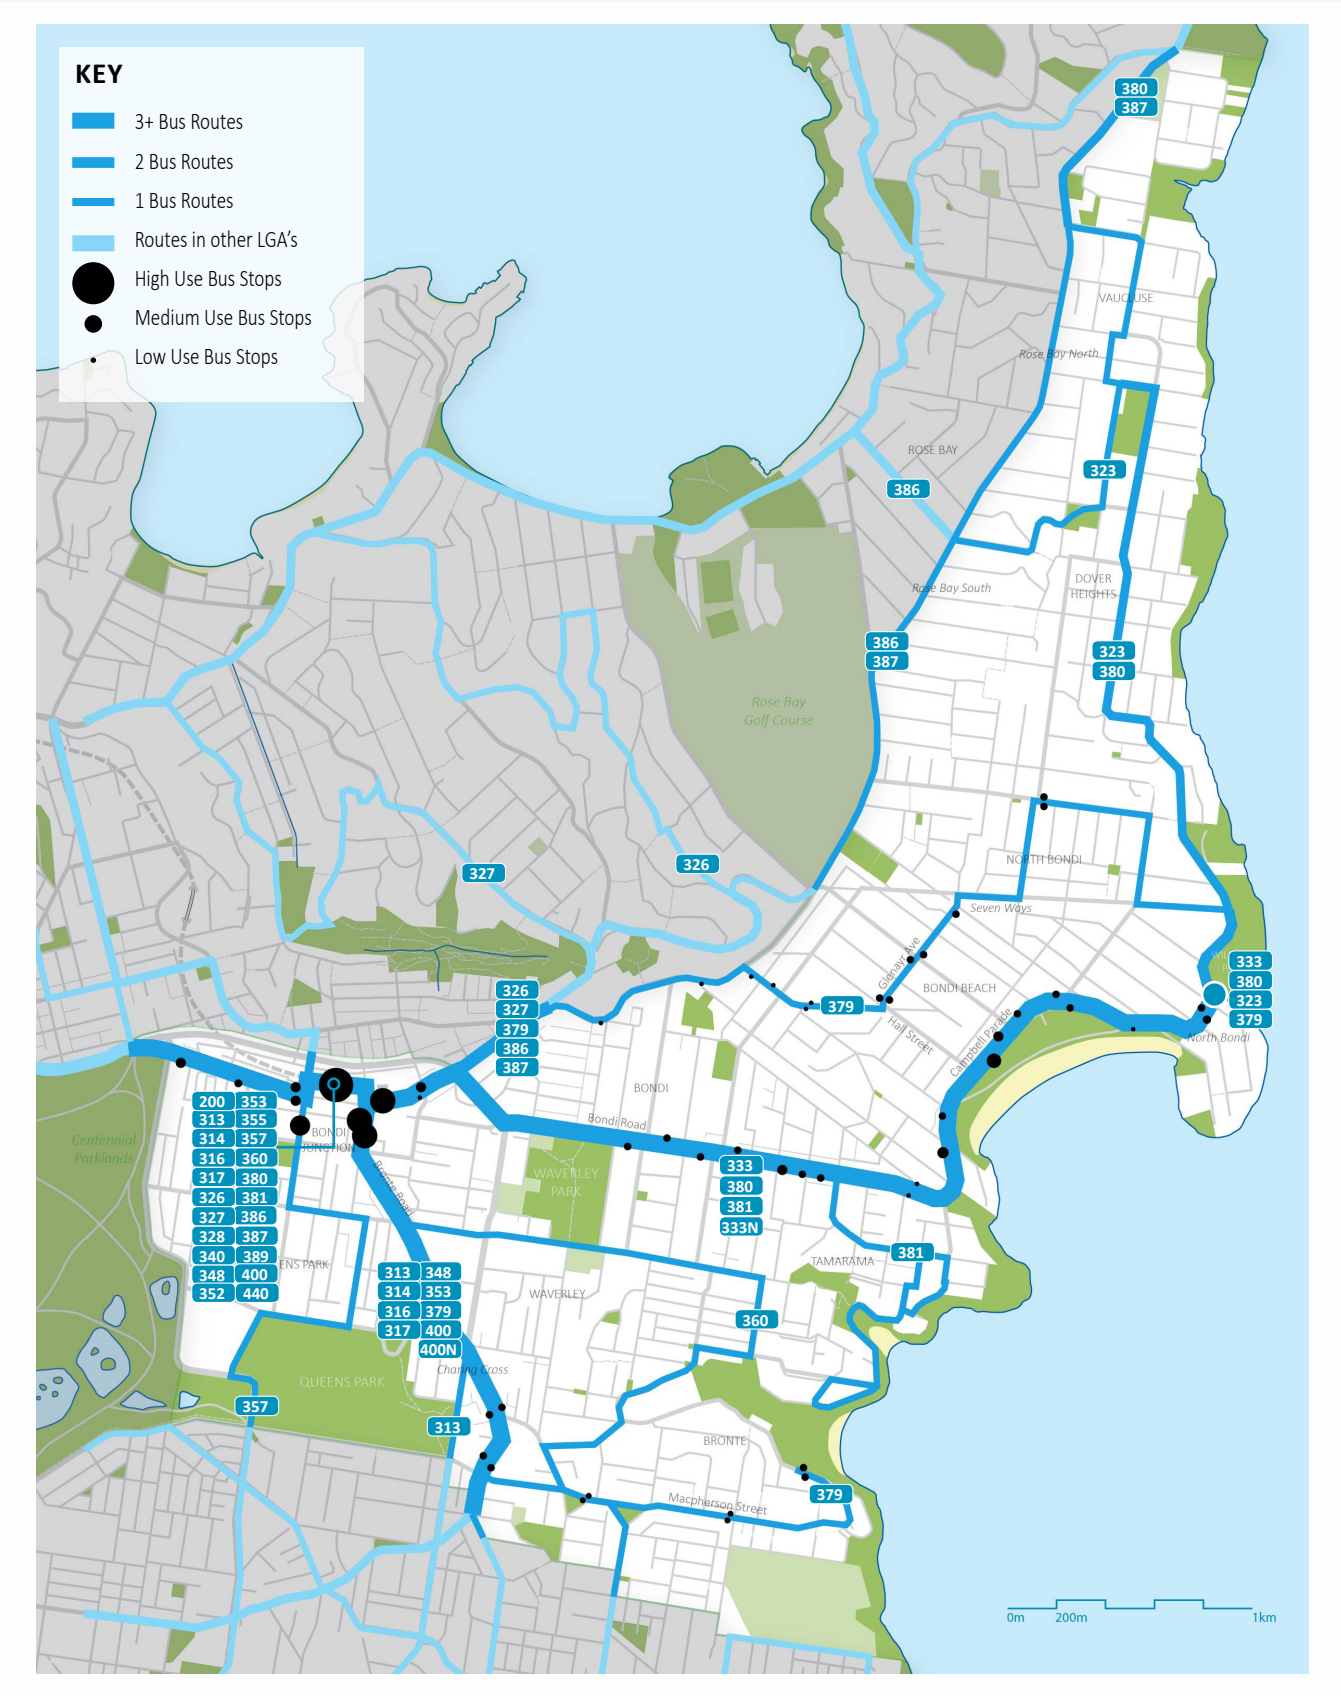 KEY
3+ Bus Routes
2 Bus Routes
1 Bus Routes
Routes in other LGA's
High Use Bus Stops
Medium Use Bus Stops
Low Use Bus Stops
380
387
VAUCLUSE
Rose Bay North
ROSE BAY
323
386
DOVER
HEIGHTS
Rose Bay South
386
387
323
380
Rose Bay
Golf Course
NORTH BONDI
327
326
Seven Ways
Glenayr Ave
BONDI BEACH
333
380
323
379
North Bondi
326
327
379
386
387
379
Hall Street
Campbell Parade
BONDI
Bondi Road
200 353
313 355
314 357
316 360
317 380
326 381
327 386
328 387
340 389
348 400
352 440
BONDI
JUNCTION
Centennial
Parklands
Bronte Road
WAVERLEY
PARK
333
380
381
333N
381
TAMARAMA
ENS PARK
313 348
314 353
316 379
317 400
400N
WAVERLEY
360
Charing Cross
QUEENS PARK
357
313
BRONTE
379
Macpherson Street
0m 200m 1km